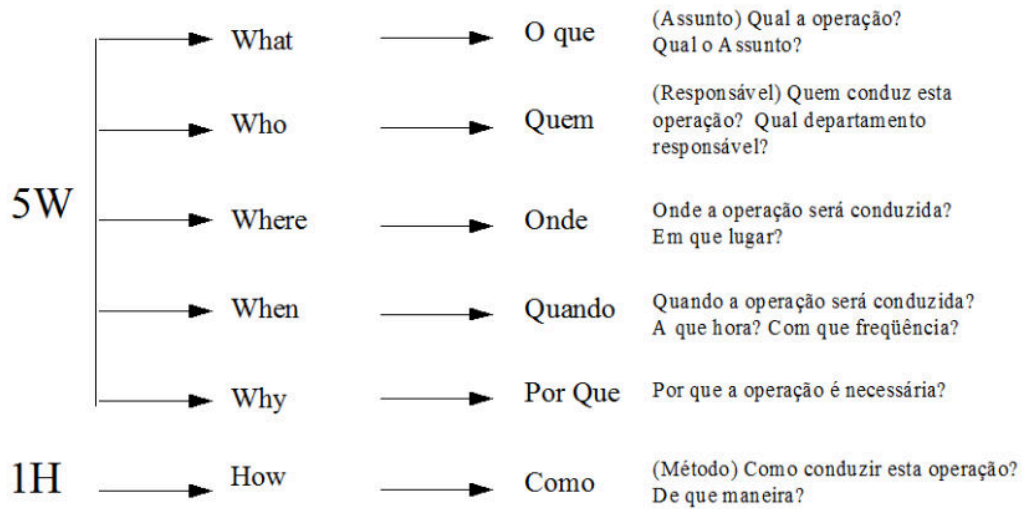 What
O que
(Assunto) Qual a operação?
Qual o Assunto?
Who
Quem
(Responsável) Quem conduz esta
operação? Qual departamento
responsável?
5W
Where
Onde
Onde a operação será conduzida?
Em que lugar?
When
Quando
Quando a operação será conduzida?
A que hora? Com que freqüência?
Why
Por Que
Por que a operação é necessária?
1H
How
Como
(Método) Como conduzir esta operação?
De que maneira?